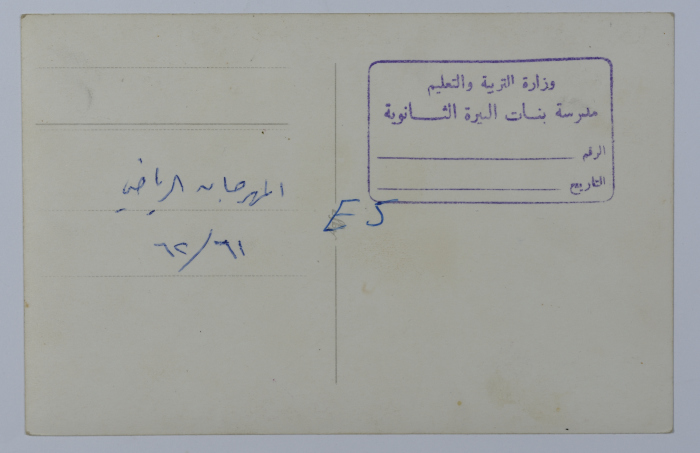 وزارة التربية والتعليم
مدرسة بنات البيرة الثانوية
الرقم
التاريخ
المهرجان الرياضي
٦٢/٦١
E5